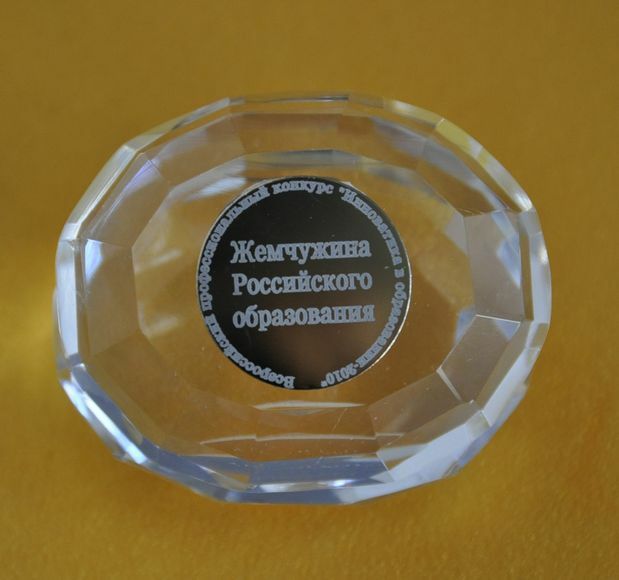 Всероссийский профессиональный конкурс "Инноватика в образовании-2010"
Жемчужина
Российского
образования